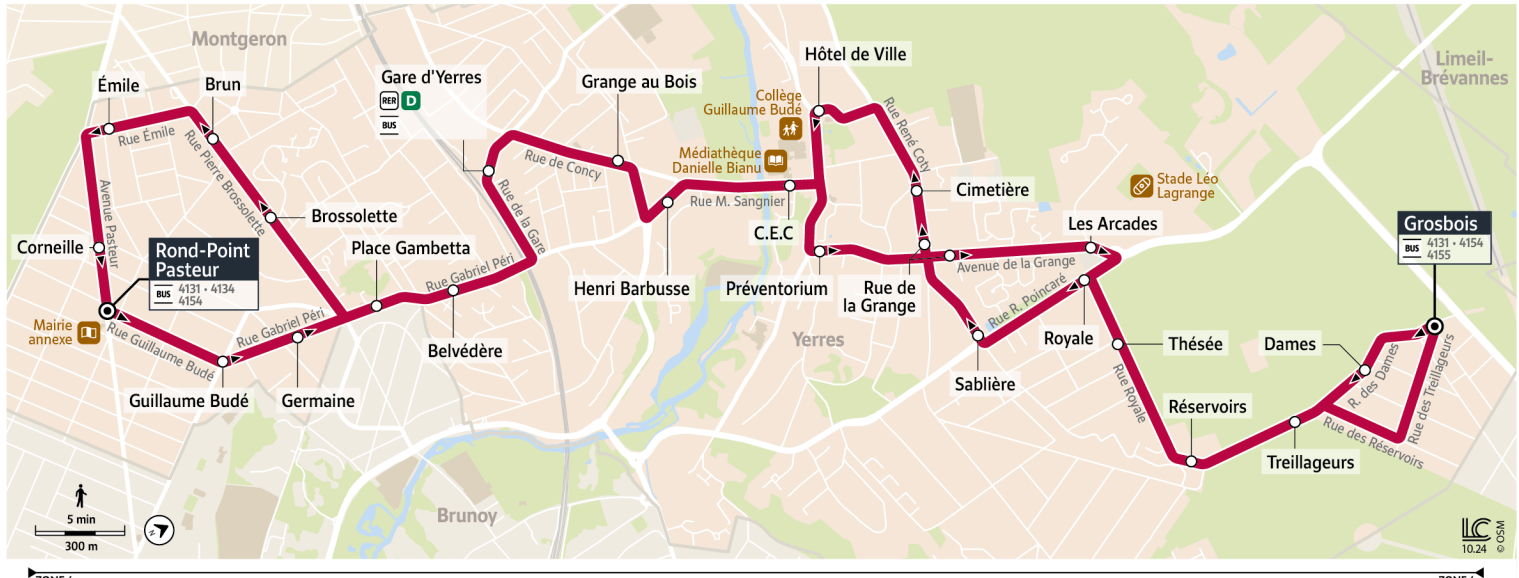 Montgeron
Limeil-
Brévannes
Yerres
Brunoy
Émile
Brun
Gare d'Yerres
RER D
BUS
Grange au Bois
Hôtel de Ville
Collège
Guillaume Budé
Médiathèque
Danielle Bianu
Rue Émile
Rue Pierre Brossolette
Avenue Pasteur
Corneille
Brossolette
Rond-Point
Pasteur
BUS 4131 • 4134
4154
Mairie
annexe
Rue Guillaume Budé
Guillaume Budé
Rue Gabriel Péri
Germaine
Place Gambetta
Rue Gabriel Péri
Belvédère
Rue de la Gare
Rue de Concy
Henri Barbusse
Rue M. Sangnier
C.E.C
Préventorium
Rue René Coty
Cimetière
Rue de
la Grange
Avenue de la Grange
Les Arcades
Stade Léo
Lagrange
Rue R. Poincaré
Sablière
Royale
Thésée
Rue Royale
Réservoirs
Treillageurs
Dames
R. des Dames
Rue des Réservoirs
Rue des Treillageurs
Grosbois
BUS 4131 • 4154
4155
5 min
300 m
N
LC
10.24
© OSM